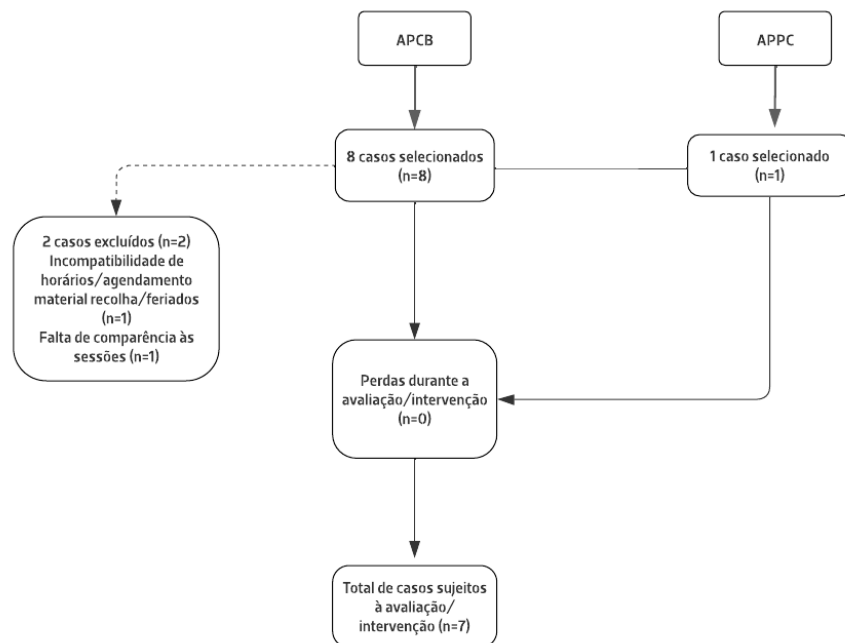 APCB
APPC
8 casos selecionados
(n=8)
1 caso selecionado
(n=1)
2 casos excluídos (n=2)
Incompatibilidade de
horários/agendamento
material recolha/feriados
(n=1)
Falta de comparência às
sessões (n=1)
Perdas durante a
avaliação/intervenção
(n=0)
Total de casos sujeitos
à avaliação/
intervenção (n=7)